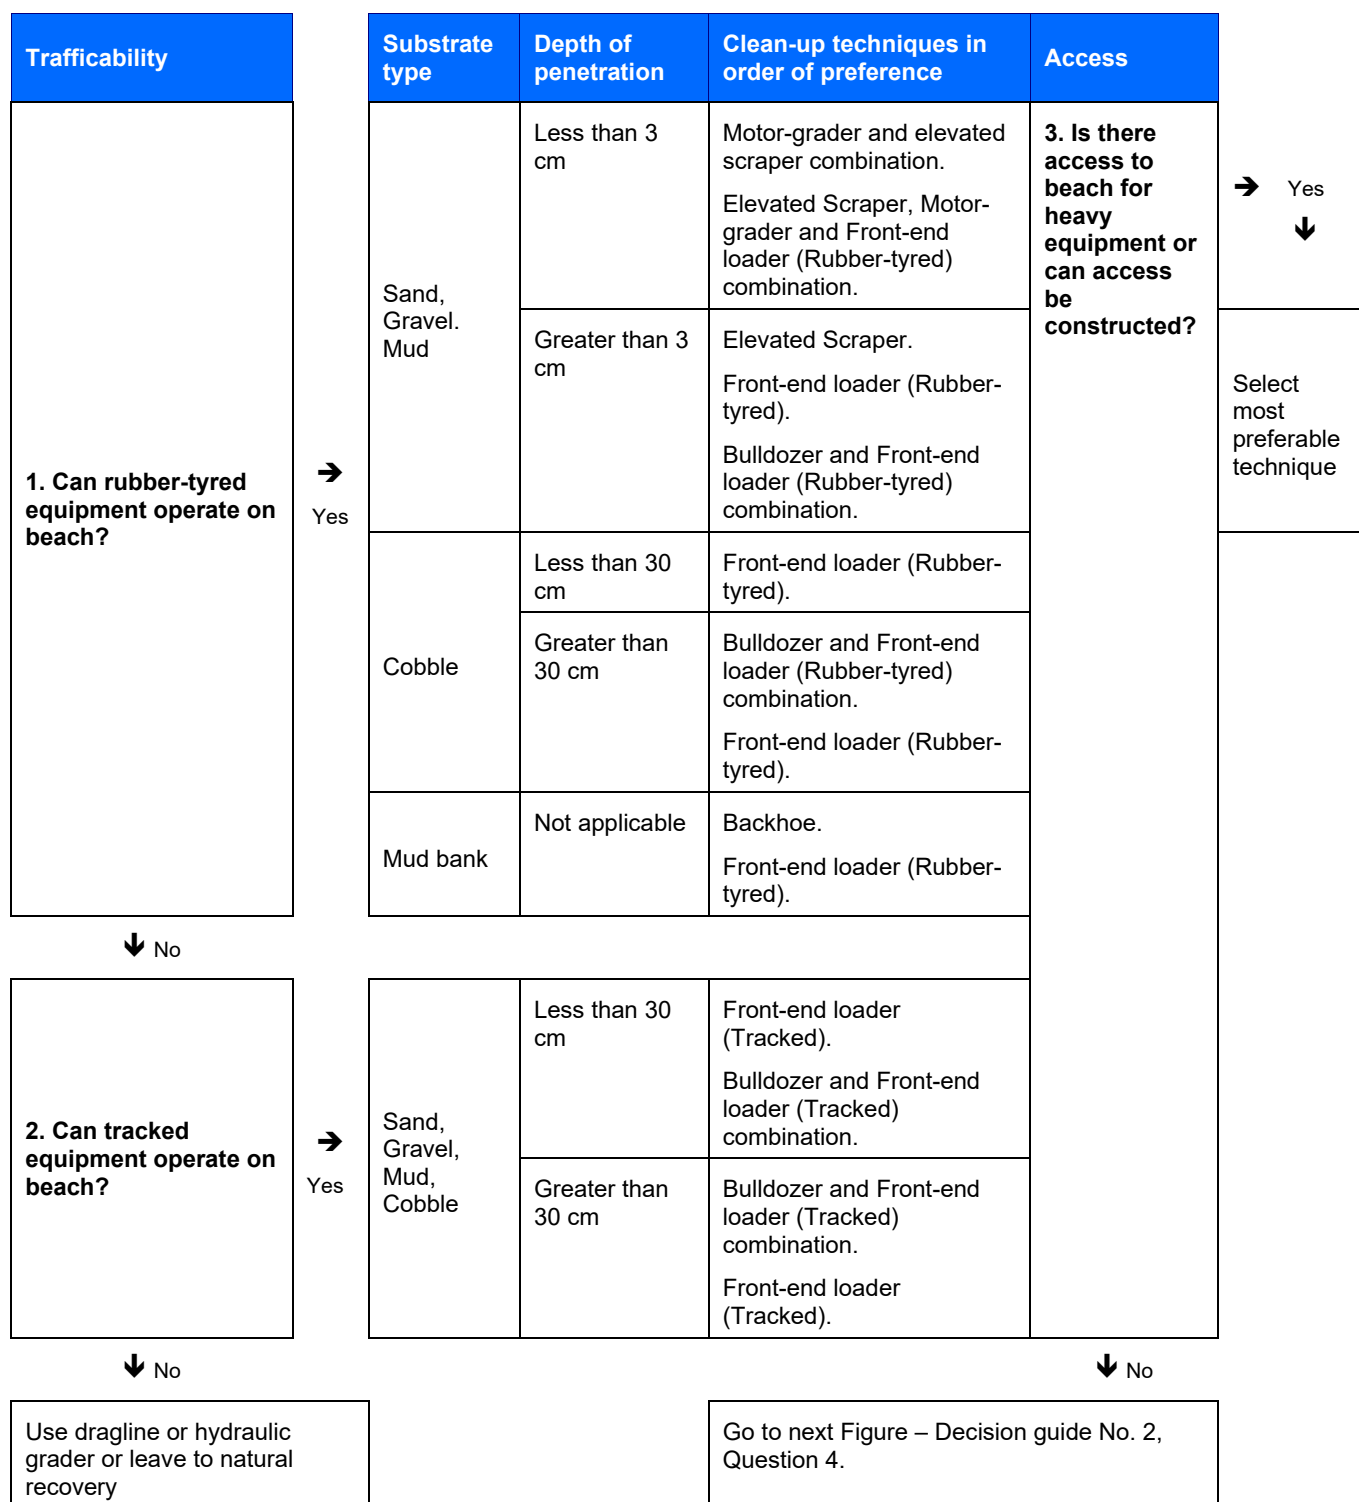 Trafficability
Substrate
type
Depth of
penetration
Clean-up techniques in
order of preference
Access
1. Can rubber-tyred
equipment operate on
beach?
➔
Yes
Sand,
Gravel.
Mud
Less than 3
cm
Motor-grader and elevated
scraper combination.
Elevated Scraper, Motor-
grader and Front-end
loader (Rubber-tyred)
combination.
Greater than 3
cm
Elevated Scraper.
Front-end loader (Rubber-
tyred).
Bulldozer and Front-end
loader (Rubber-tyred)
combination.
Cobble
Less than 30
cm
Front-end loader (Rubber-
tyred).
Greater than
30 cm
Bulldozer and Front-end
loader (Rubber-tyred)
combination.
Front-end loader (Rubber-
tyred).
Mud bank
Not applicable
Backhoe.
Front-end loader (Rubber-
tyred).
3. Is there
access to
beach for
heavy
equipment or
can access
be
constructed?
➔ Yes
🡻
Select
most
preferable
technique
🡻 No
2. Can tracked
equipment operate on
beach?
➔
Yes
Sand,
Gravel,
Mud,
Cobble
Less than 30
cm
Front-end loader
(Tracked).
Bulldozer and Front-end
loader (Tracked)
combination.
Greater than
30 cm
Bulldozer and Front-end
loader (Tracked)
combination.
Front-end loader
(Tracked).
🡻 No
🡻 No
Use dragline or hydraulic
grader or leave to natural
recovery
Go to next Figure – Decision guide No. 2,
Question 4.